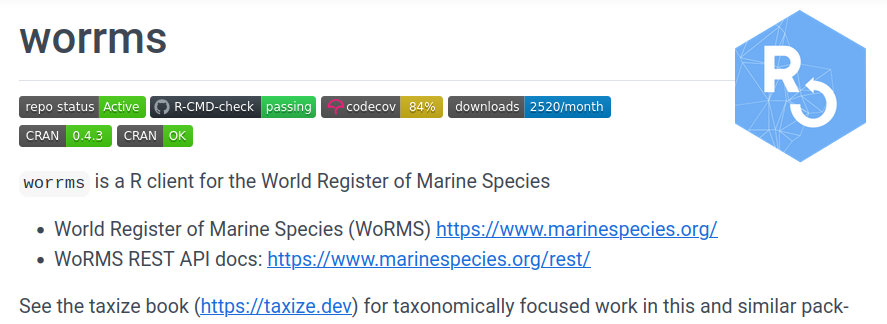 worrms
R
repo status Active R-CMD-check passing codecov 84% downloads 2520/month
CRAN 0.4.3 CRAN OK
worrms is a R client for the World Register of Marine Species
World Register of Marine Species (WoRMS) https://www.marinespecies.org/
WoRMS REST API docs: https://www.marinespecies.org/rest/
See the taxize book (https://taxize.dev) for taxonomically focused work in this and similar pack-